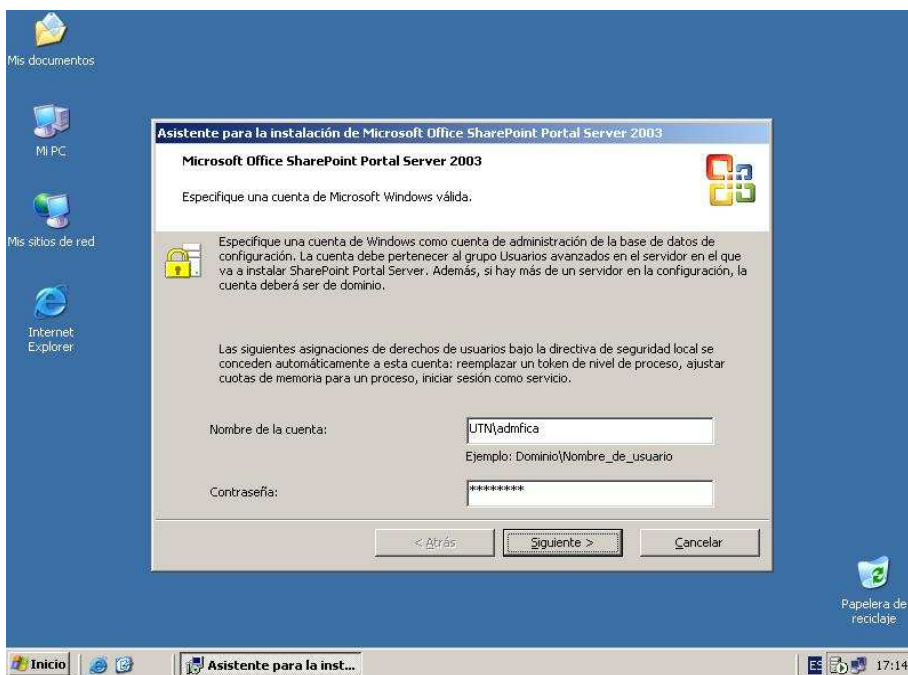 Mis documentos
Mi PC
Mis sitios de red
Internet
Explorer
Asistente para la instalación de Microsoft Office SharePoint Portal Server 2003
Microsoft Office SharePoint Portal Server 2003
Especifique una cuenta de Microsoft Windows válida.
Especifique una cuenta de Windows como cuenta de administración de la base de datos de
configuración. La cuenta debe pertenecer al grupo Usuarios avanzados en el servidor en el que
va a instalar SharePoint Portal Server. Además, si hay más de un servidor en la configuración, la
cuenta deberá ser de dominio.
Las siguientes asignaciones de derechos de usuarios bajo la directiva de seguridad local se
conceden automáticamente a esta cuenta: reemplazar un token de nivel de proceso, ajustar
cuotas de memoria para un proceso, iniciar sesión como servicio.
Nombre de la cuenta:
UTN\admfica
Ejemplo: Dominio\Nombre_de_usuario
Contraseña:
********
< Atrás
Siguiente >
Cancelar
Papelera de
reciclaje
Inicio
Asistente para la inst...
ES
17:14